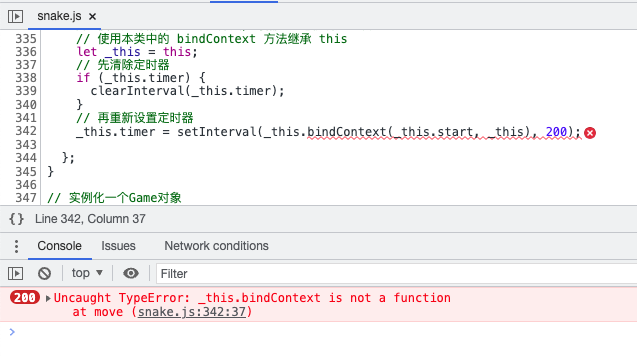 snake.js ×
335 // 使用本类中的 bindContext 方法继承 this
336 let _this = this;
337 // 先清除定时器
338 if (_this.timer) {
339 clearInterval(_this.timer);
340 }
341 // 再重新设置定时器
342 _this.timer = setInterval(_this.bindContext(_this.start, _this), 200);
343
344 };
345 }
346
347 // 实例化一个Game对象
{} Line 342, Column 37
Console Issues Network conditions
top ▼ Filter
200 ▶Uncaught TypeError: _this.bindContext is not a function
at move (snake.js:342:37)
>